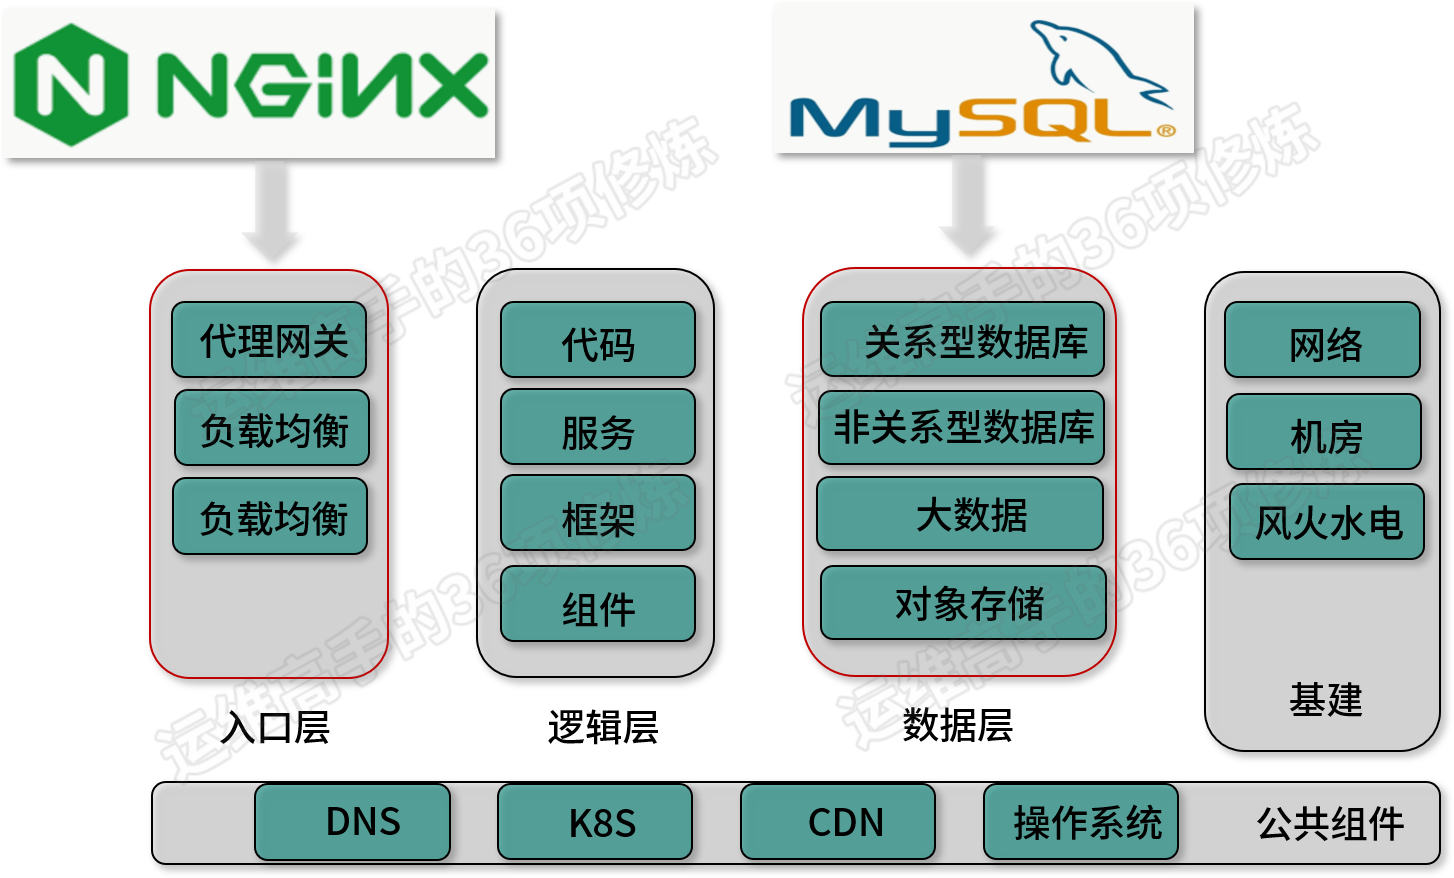 NGiNX
MySQL®
代理网关
负载均衡
负载均衡
入口层
代码
服务
框架
组件
逻辑层
关系型数据库
非关系型数据库
大数据
对象存储
数据层
网络
机房
风火水电
基建
DNS
K8S
CDN
操作系统
公共组件
运维高手的36项修炼
运维高手的36项修炼
运维高手的36项修炼
运维高手的36项修炼